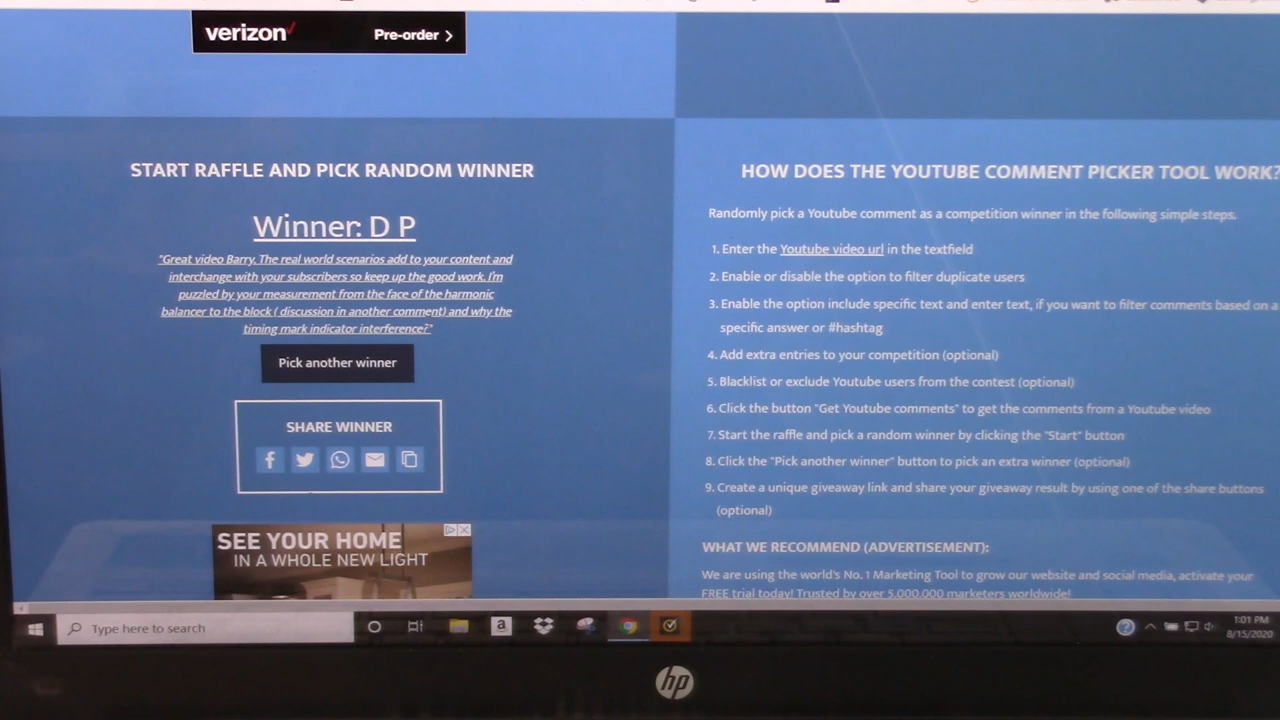 verizon
Pre-order
START RAFFLE AND PICK RANDOM WINNER
Winner: D P
"Great video Barry. The real world scenarios add to your content and
interchange with your subscribers so keep up the good work. I'm
puzzled by your measurement from the face of the harmonic
balancer to the block ( discussion in another comment) and why the
timing mark indicator interference?"
Pick another winner
SHARE WINNER
SEE YOUR HOME
IN A WHOLE NEW LIGHT
HOW DOES THE YOUTUBE COMMENT PICKER TOOL WORK?
Randomly pick a Youtube comment as a competition winner in the following simple steps.
1. Enter the Youtube video url in the textfield
2. Enable or disable the option to filter duplicate users
3. Enable the option include specific text and enter text, if you want to filter comments based on a
specific answer or #hashtag
4. Add extra entries to your competition (optional)
5. Blacklist or exclude Youtube users from the contest (optional)
6. Click the button "Get Youtube comments" to get the comments from a Youtube video
7. Start the raffle and pick a random winner by clicking the "Start" button
8. Click the "Pick another winner" button to pick an extra winner (optional)
9. Create a unique giveaway link and share your giveaway result by using one of the share buttons
(optional)
WHAT WE RECOMMEND (ADVERTISEMENT):
We are using the world's No. 1 Marketing Tool to grow our website and social media, activate your
FREE trial today! Trusted by over 5.000.000 marketers worldwide!
Type here to search
1:01 PM
8/15/2020
hp